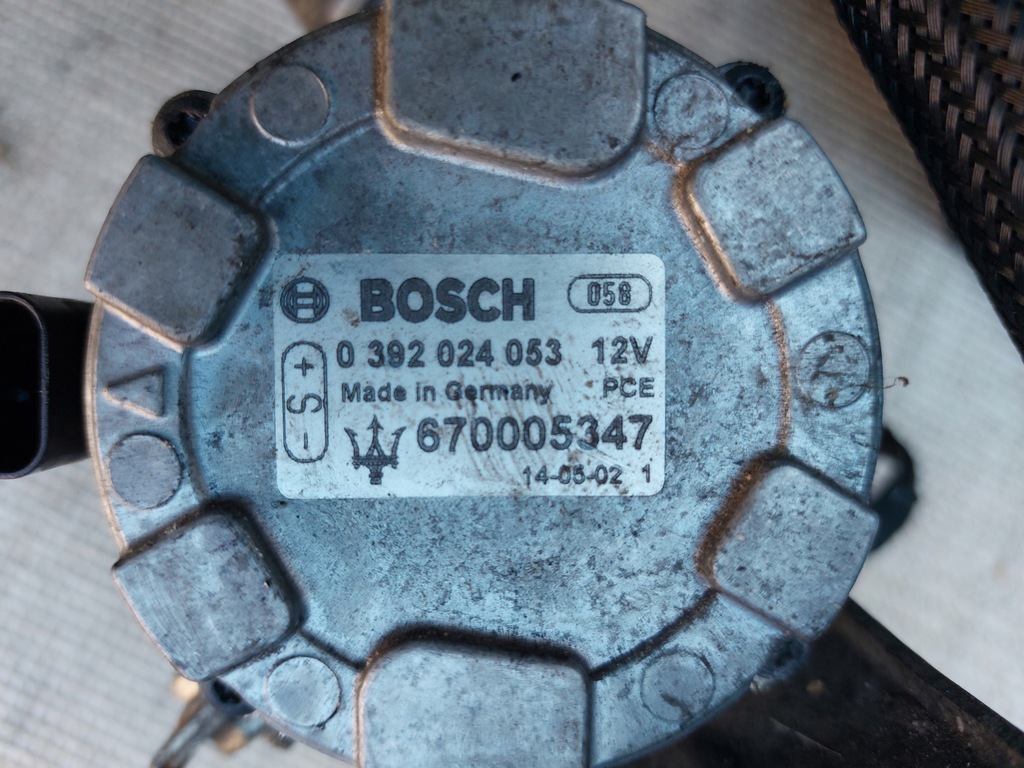 BOSCH 058
0 392 024 053 12V
+ S -
Made in Germany PCE
670005347
14-05-02 1